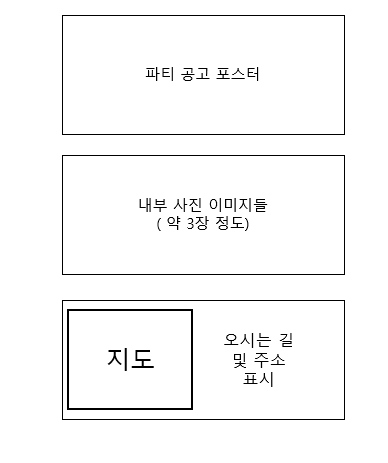 파티 공고 포스터
내부 사진 이미지들
( 약 3장 정도)
지도
오시는 길
및 주소
표시